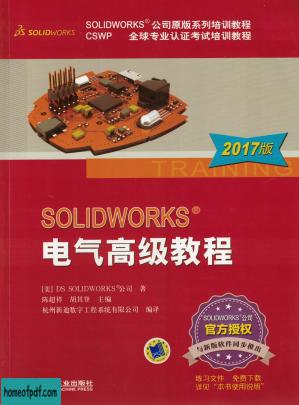 SOLIDWORKS
SOLIDWORKS®公司原版系列培训教程
CSWP 全球专业认证考试培训教程
2017版
TRAINING
SOLIDWORKS®
电气高级教程
[美] DS SOLIDWORKS®公司 著
陈超祥 胡其登 主编
杭州新迪数字工程系统有限公司 编译
SOLIDWORKS®公司
官方授权
与新版软件同步推出
练习文件 免费下载
详见“本书使用说明”
工业出版社
homeofpdf.com